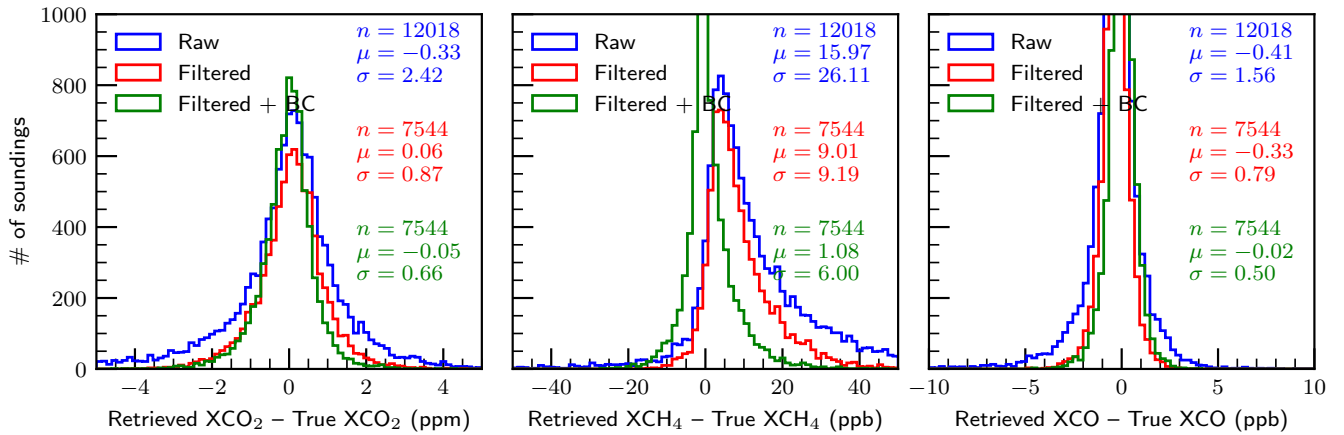 # of soundings
1000
800
600
400
200
0
Raw
Filtered
Filtered + BC
n = 12018
μ = −0.33
σ = 2.42
n = 7544
μ = 0.06
σ = 0.87
n = 7544
μ = −0.05
σ = 0.66
−4 −2 0 2 4
Retrieved XCO₂ – True XCO₂ (ppm)
Raw
Filtered
Filtered + BC
n = 12018
μ = 15.97
σ = 26.11
n = 7544
μ = 9.01
σ = 9.19
n = 7544
μ = 1.08
σ = 6.00
−40 −20 0 20 40
Retrieved XCH₄ – True XCH₄ (ppb)
Raw
Filtered
Filtered + BC
n = 12018
μ = −0.41
σ = 1.56
n = 7544
μ = −0.33
σ = 0.79
n = 7544
μ = −0.02
σ = 0.50
−10 −5 0 5 10
Retrieved XCO – True XCO (ppb)